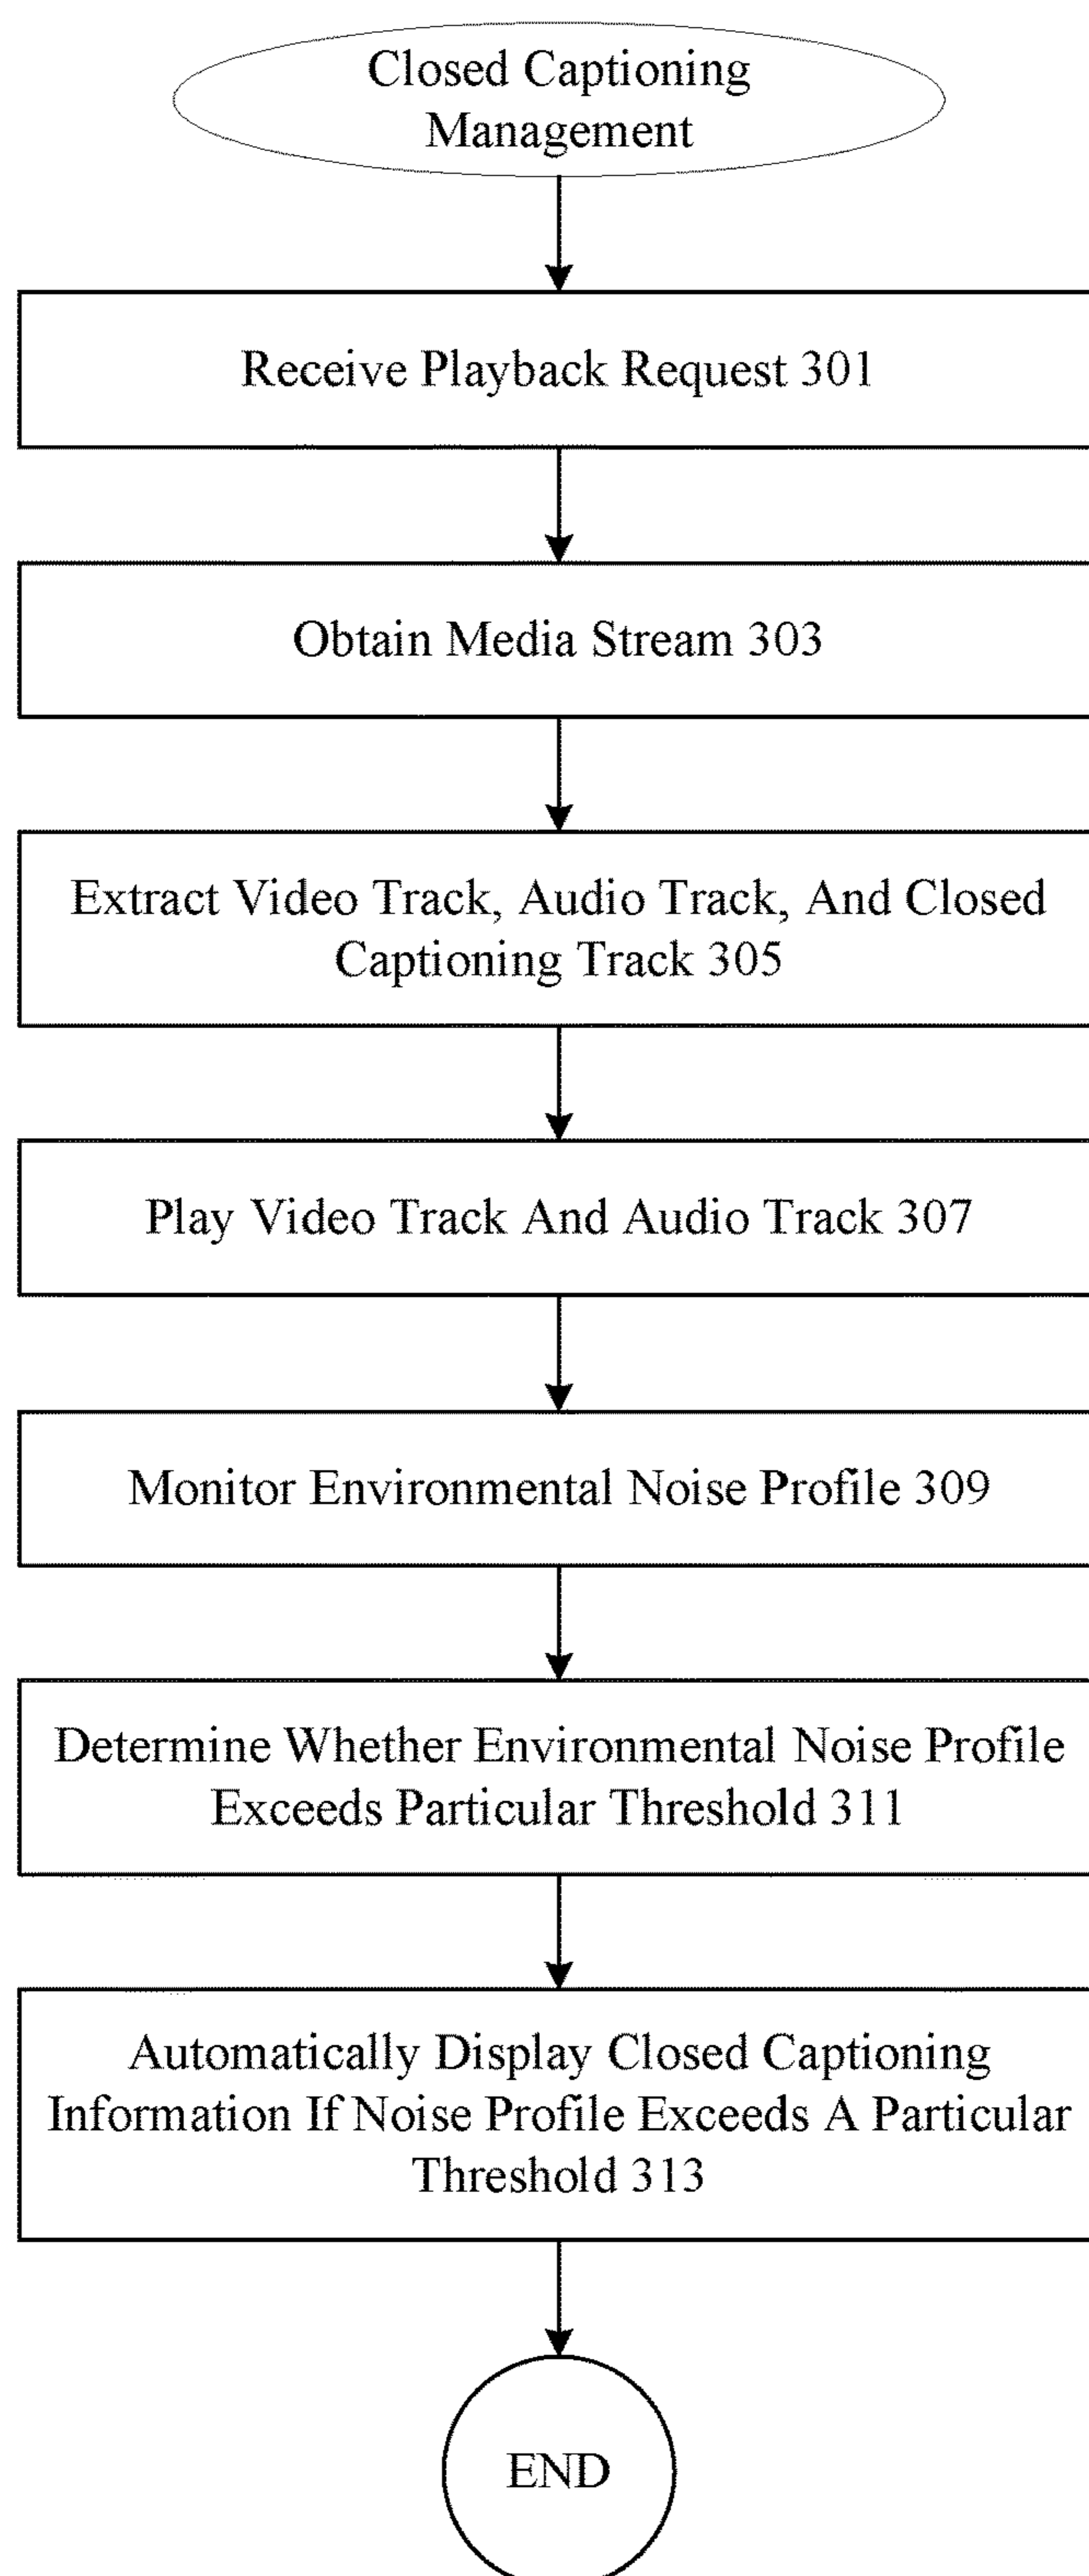 Closed Captioning
Management
Receive Playback Request 301
Obtain Media Stream 303
Extract Video Track, Audio Track, And Closed
Captioning Track 305
Play Video Track And Audio Track 307
Monitor Environmental Noise Profile 309
Determine Whether Environmental Noise Profile
Exceeds Particular Threshold 311
Automatically Display Closed Captioning
Information If Noise Profile Exceeds A Particular
Threshold 313
END